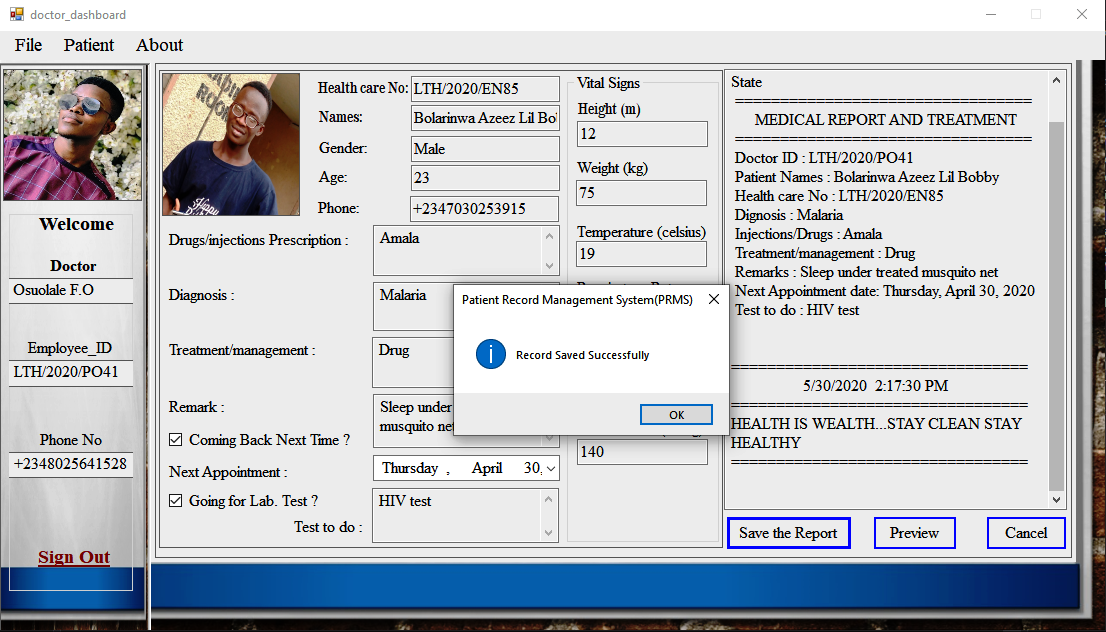 doctor_dashboard
File Patient About
Welcome
Doctor
Osuolale F.O
Employee_ID
LTH/2020/PO41
Phone No
+2348025641528
Sign Out
Health care No: LTH/2020/EN85
Names: Bolarinwa Azeez Lil Bob
Gender: Male
Age: 23
Phone: +2347030253915
Drugs/injections Prescription : Amala
Diagnosis : Malaria
Treatment/management : Drug
Remark : Sleep under
musquito net
Coming Back Next Time ?
Next Appointment : Thursday , April 30,
Going for Lab. Test ? HIV test
Test to do :
Vital Signs
Height (m)
12
Weight (kg)
75
Temperature (celsius)
19
140
Patient Record Management System(PRMS)
Record Saved Successfully
OK
State
=================================
MEDICAL REPORT AND TREATMENT
=================================
Doctor ID : LTH/2020/PO41
Patient Names : Bolarinwa Azeez Lil Bobby
Health care No : LTH/2020/EN85
Dignosis : Malaria
Injections/Drugs : Amala
Treatment/management : Drug
Remarks : Sleep under treated musquito net
Next Appointment date: Thursday, April 30, 2020
Test to do : HIV test
=================================
5/30/2020 2:17:30 PM
=================================
HEALTH IS WEALTH...STAY CLEAN STAY
HEALTHY
=================================
Save the Report Preview Cancel